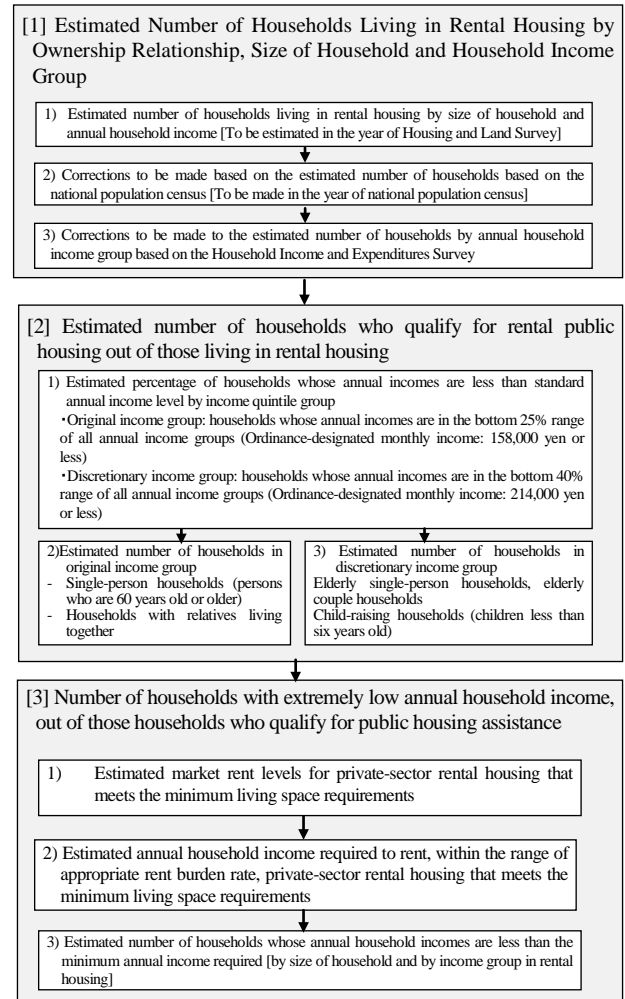 [1] Estimated Number of Households Living in Rental Housing by
Ownership Relationship, Size of Household and Household Income
Group
1) Estimated number of households living in rental housing by size of household and
annual household income [To be estimated in the year of Housing and Land Survey]
2) Corrections to be made based on the estimated number of households based on the
national population census [To be made in the year of national population census]
3) Corrections to be made to the estimated number of households by annual household
income group based on the Household Income and Expenditures Survey
[2] Estimated number of households who qualify for rental public
housing out of those living in rental housing
1) Estimated percentage of households whose annual incomes are less than standard
annual income level by income quintile group
・Original income group: households whose annual incomes are in the bottom 25% range
of all annual income groups (Ordinance-designated monthly income: 158,000 yen or
less)
・Discretionary income group: households whose annual incomes are in the bottom 40%
range of all annual income groups (Ordinance-designated monthly income: 214,000 yen
or less)
2)Estimated number of households in
original income group
- Single-person households (persons
who are 60 years old or older)
- Households with relatives living
together
3) Estimated number of households in
discretionary income group
Elderly single-person households, elderly
couple households
Child-raising households (children less than
six years old)
[3] Number of households with extremely low annual household income,
out of those households who qualify for public housing assistance
1) Estimated market rent levels for private-sector rental housing that
meets the minimum living space requirements
2) Estimated annual household income required to rent, within the range of
appropriate rent burden rate, private-sector rental housing that meets the
minimum living space requirements
3) Estimated number of households whose annual household incomes are less than the
minimum annual income required [by size of household and by income group in rental
housing]